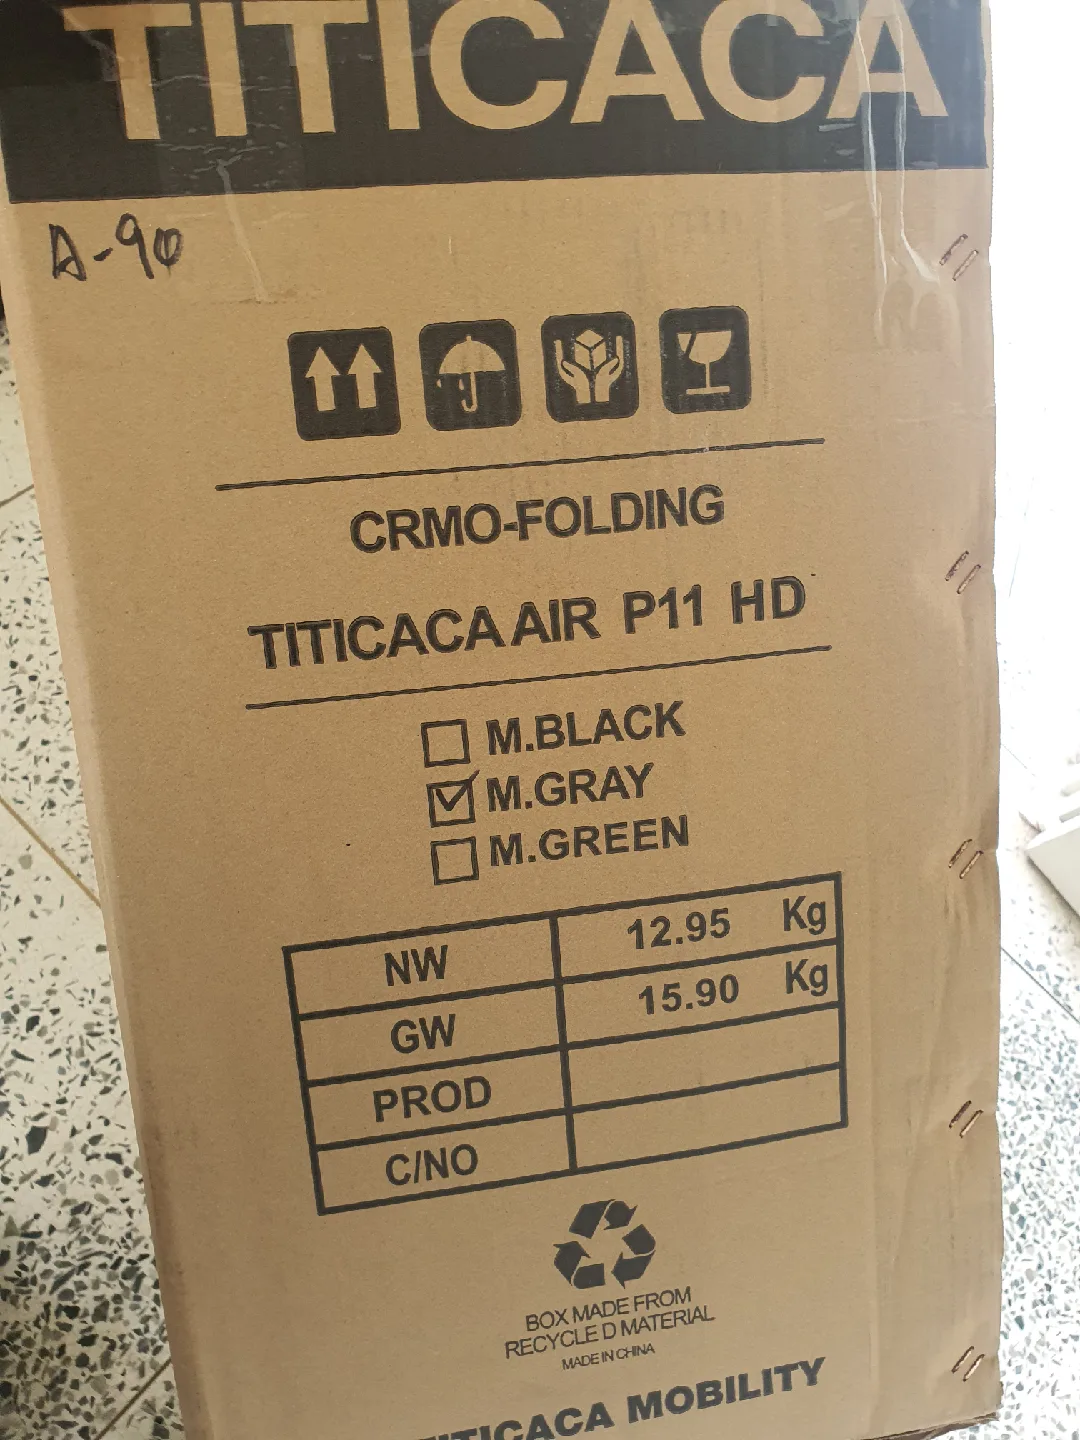 TITICACA
A-90
CRMO-FOLDING
TITICACA AIR P11 HD
M.BLACK
M.GRAY
M.GREEN
NW 12.95 Kg
GW 15.90 Kg
PROD
C/NO
BOX MADE FROM
RECYCLED MATERIAL
MADE IN CHINA
TITICACA MOBILITY